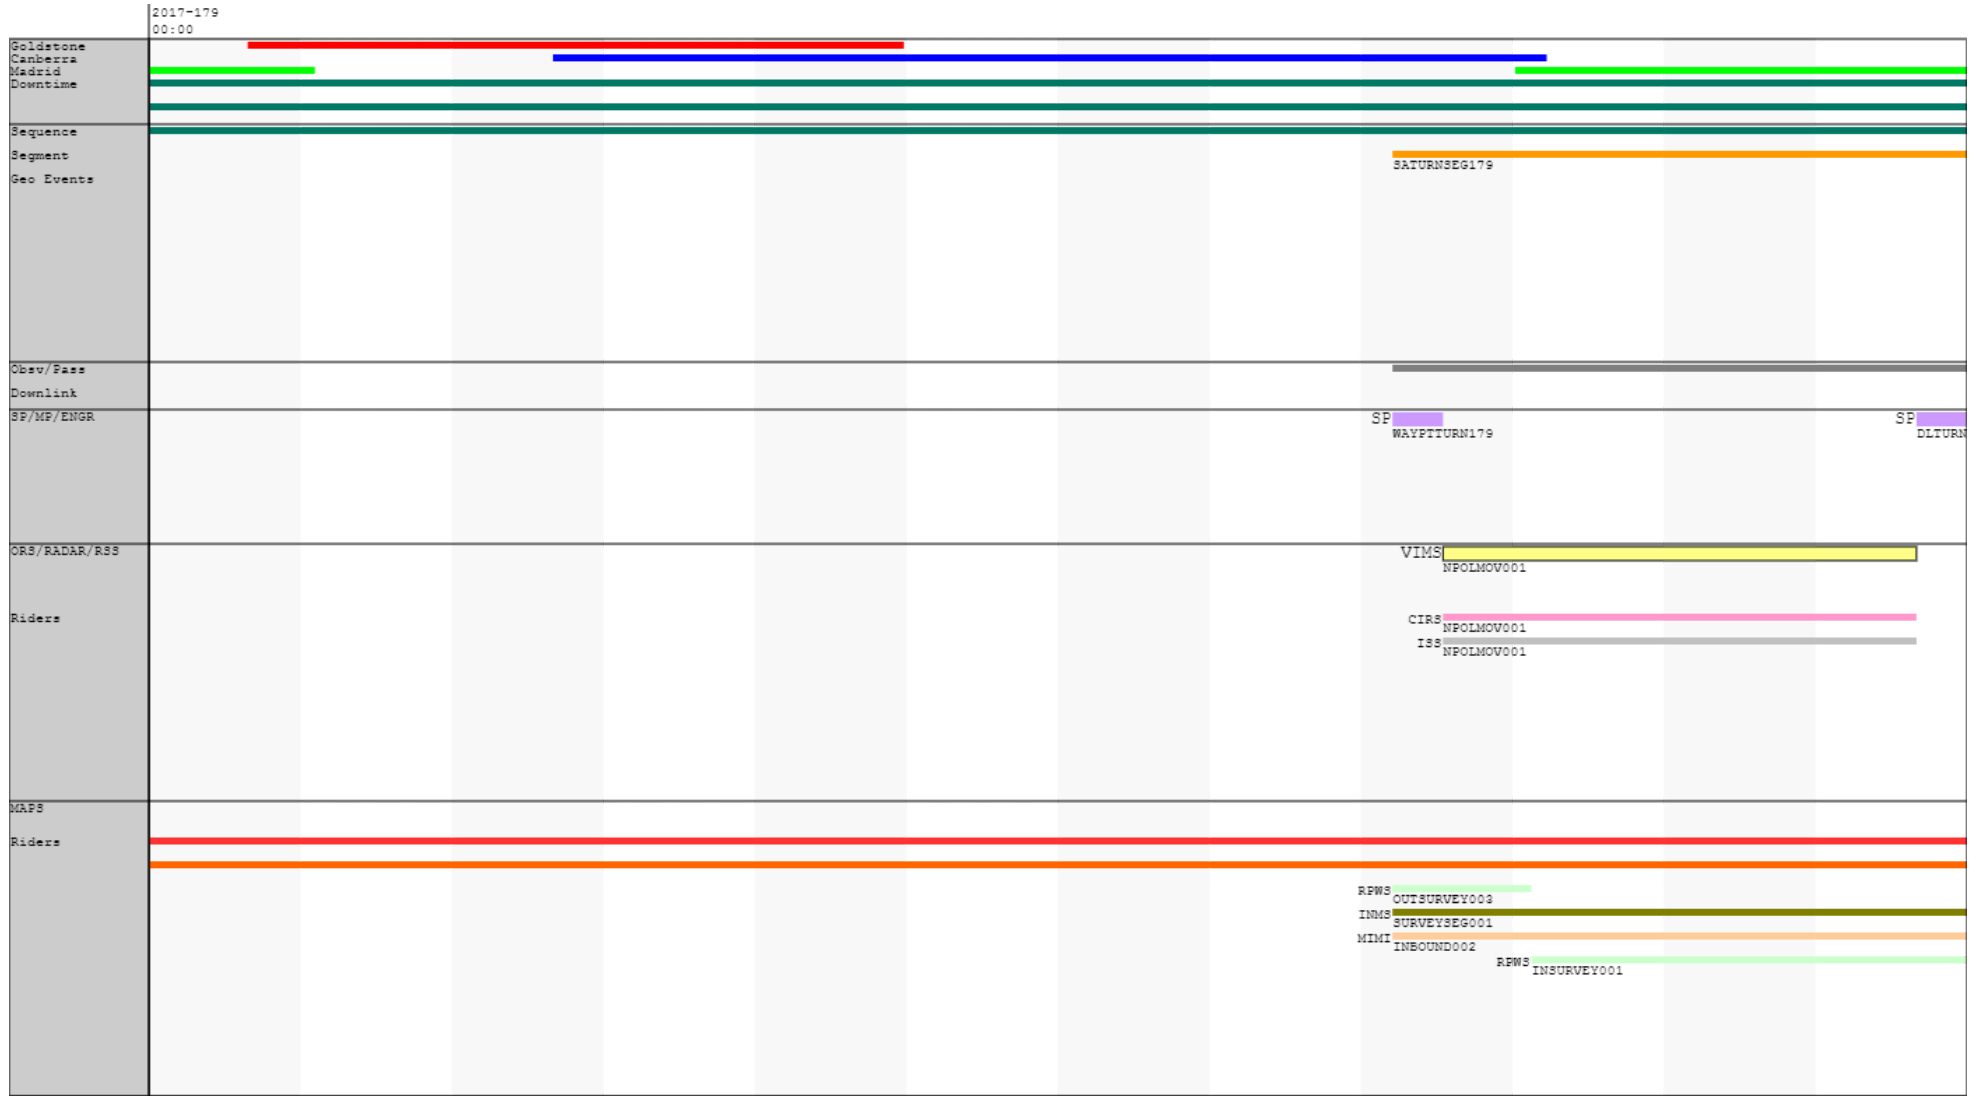 2017-179
00:00
Goldstone
Canberra
Madrid
Downtime
Sequence
Segment
SATURNSEG179
Geo Events
Obsv/Pass
Downlink
SP/MP/ENGR
SP
SP
WAYPTTURN179
DLTURN
ORS/RADAR/RSS
VIMS
NPOLMOV001
Riders
CIRS
NPOLMOV001
ISS
NPOLMOV001
MAPS
Riders
RPWS
OUTSURVEY003
INMS
SURVEYSEG001
MIMI
INBOUND002
RPWS
INSURVEY001